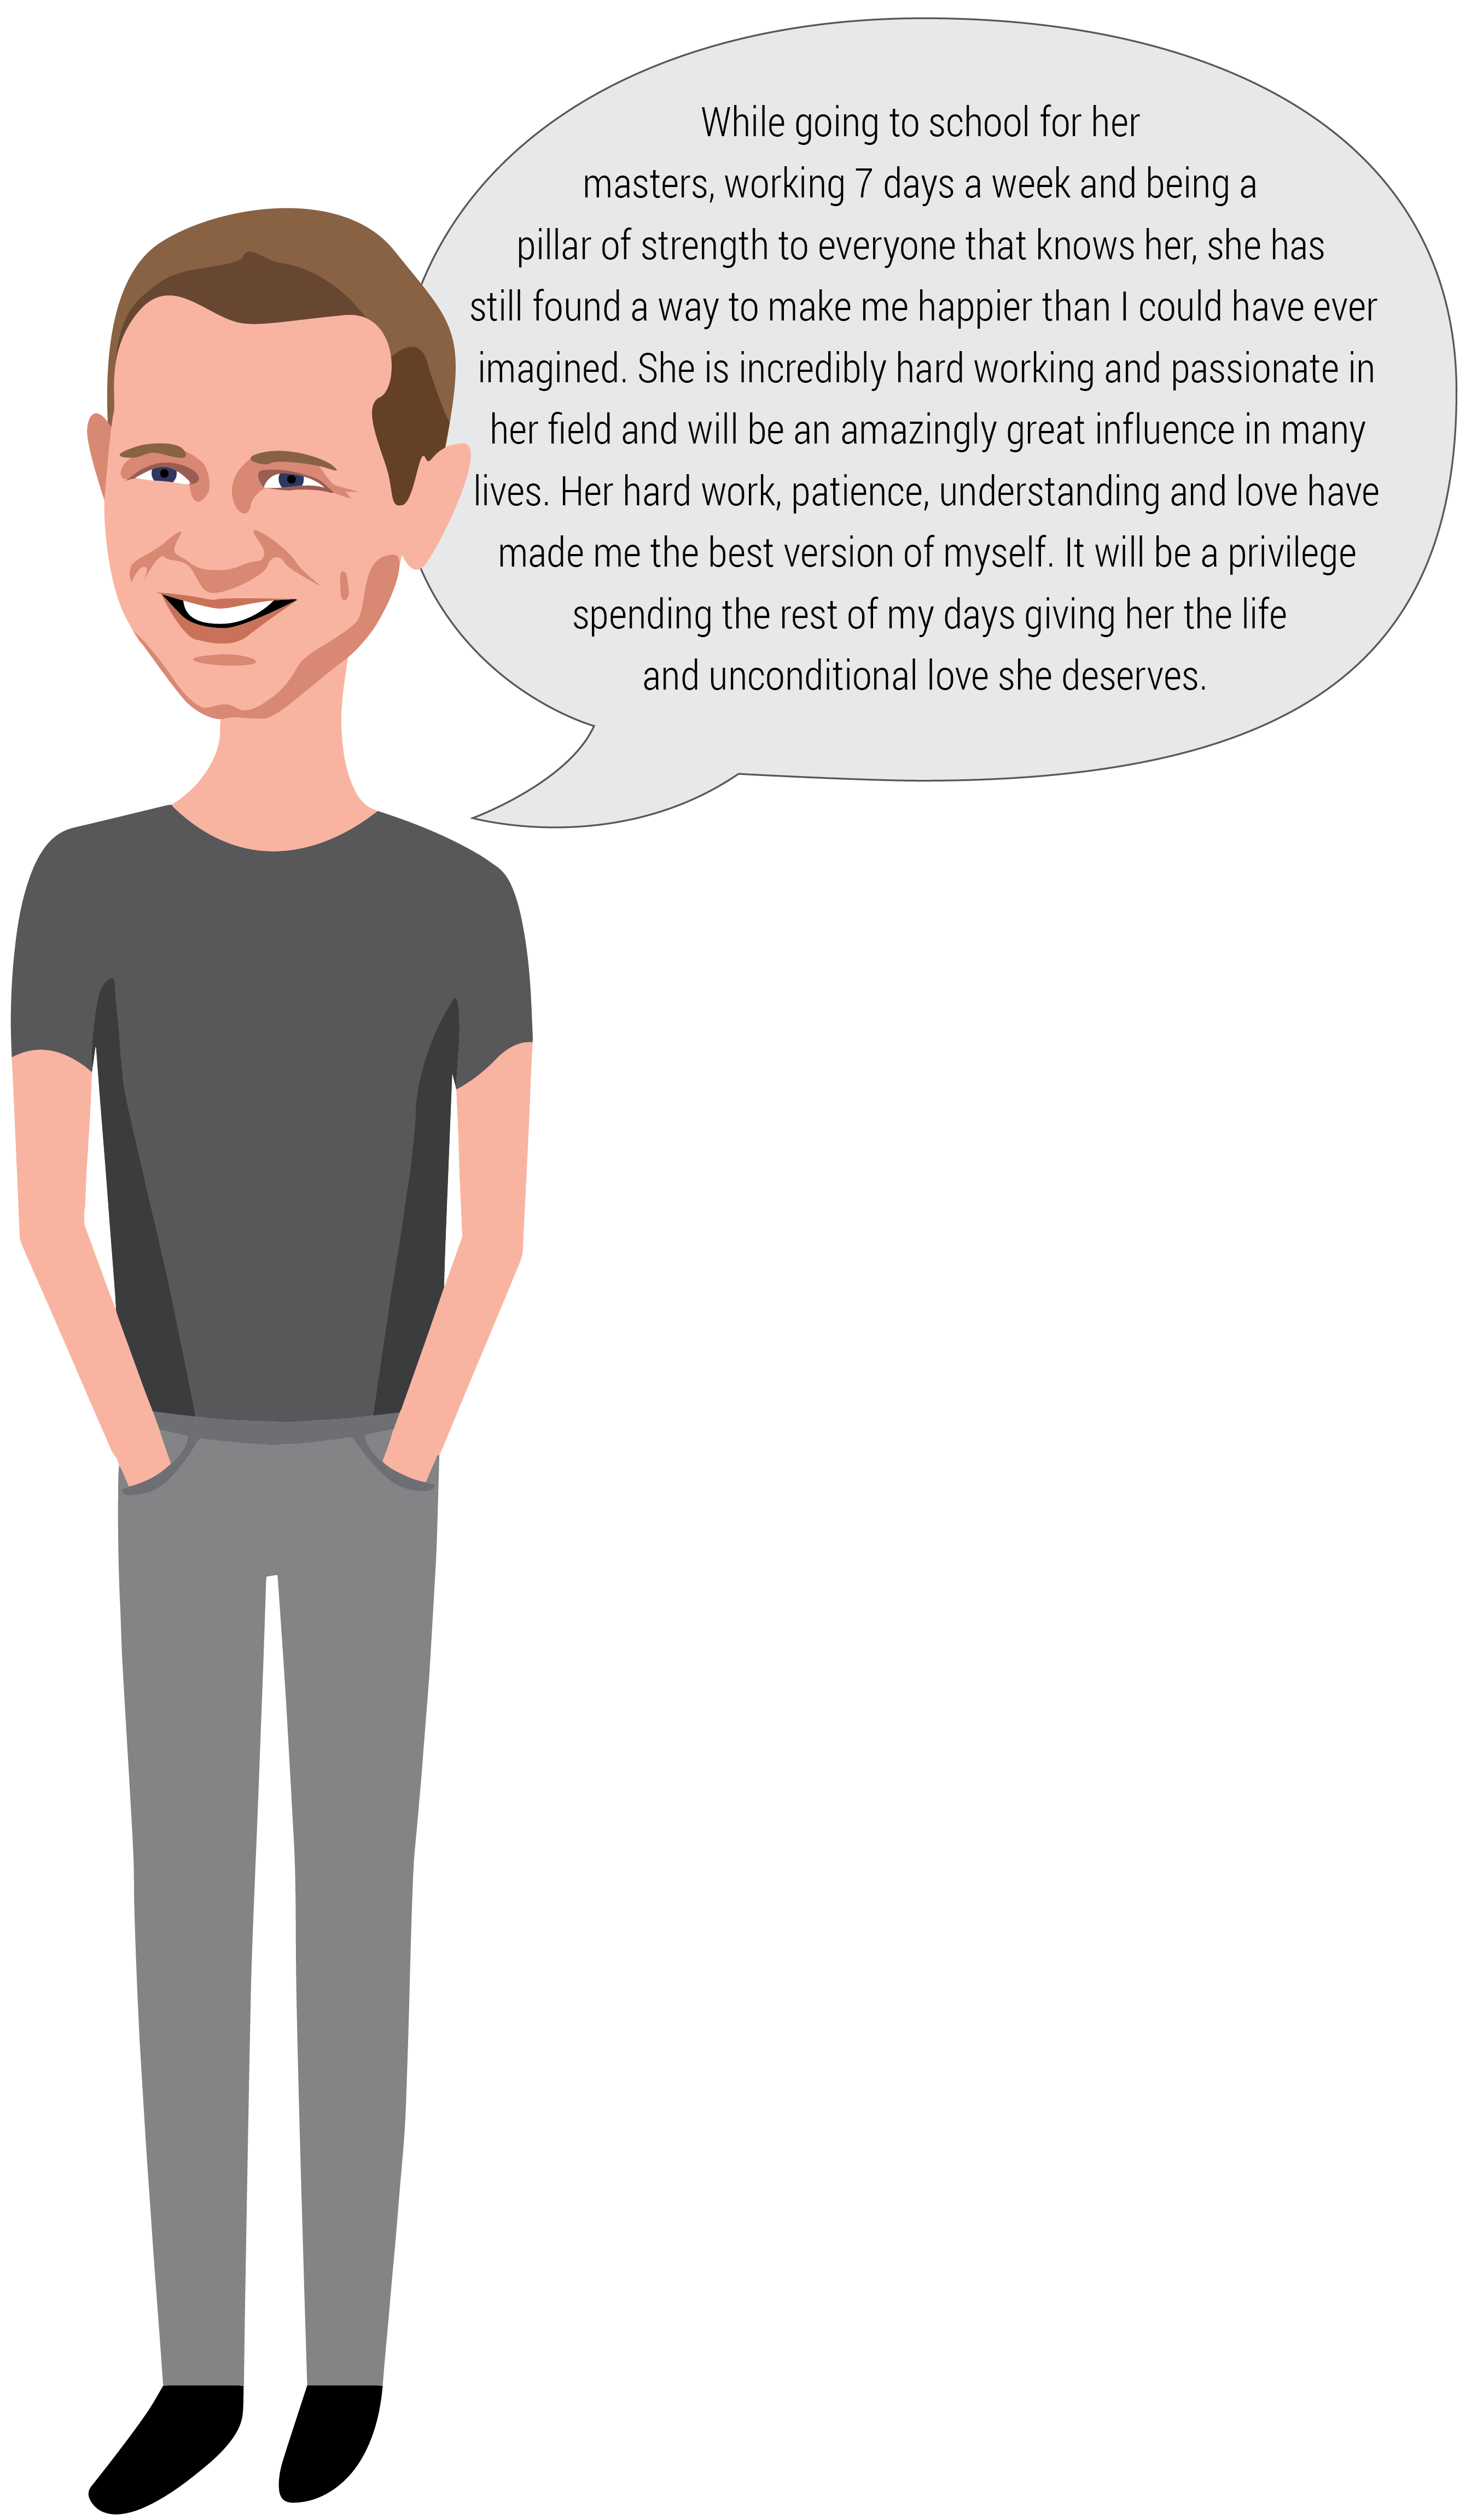 While going to school for her
masters, working 7 days a week and being a
pillar of strength to everyone that knows her, she has
still found a way to make me happier than I could have ever
imagined. She is incredibly hard working and passionate in
her field and will be an amazingly great influence in many
lives. Her hard work, patience, understanding and love have
made me the best version of myself. It will be a privilege
spending the rest of my days giving her the life
and unconditional love she deserves.